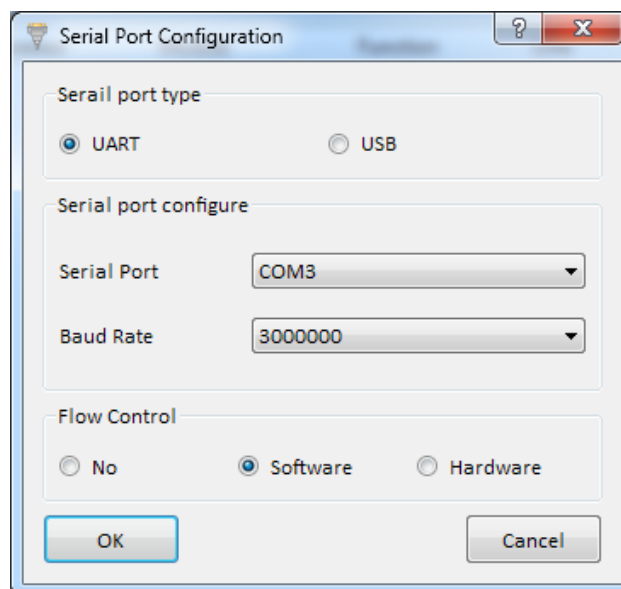 Serial Port Configuration
?
Serail port type
UART USB
Serial port configure
Serial Port COM3
Baud Rate 3000000
Flow Control
No Software Hardware
OK Cancel